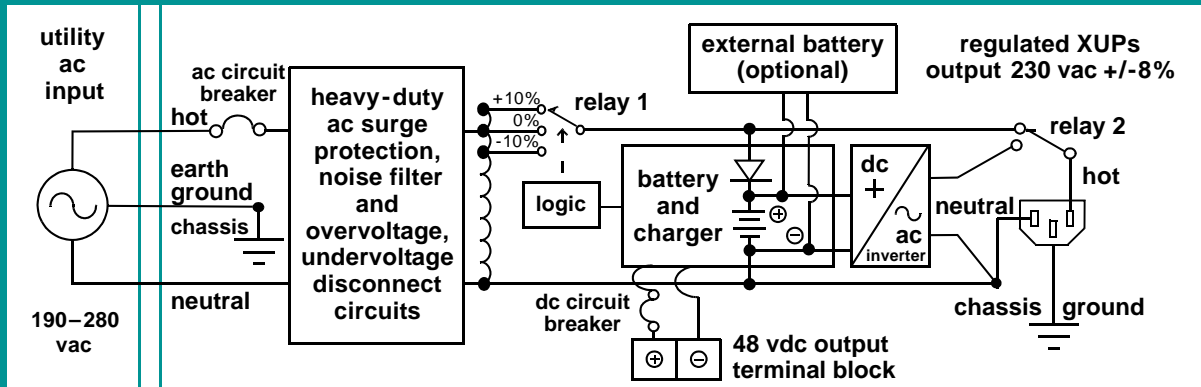 utility
ac
input
190–280
vac
ac circuit
breaker
hot
earth
ground
chassis
neutral
heavy-duty
ac surge
protection,
noise filter
and
overvoltage,
undervoltage
disconnect
circuits
+10%
0%
-10%
relay 1
logic
external battery
(optional)
battery
and
charger
+
−
dc
+
ac
inverter
dc circuit
breaker
+ −
48 vdc output
terminal block
regulated XUPs
output 230 vac +/-8%
relay 2
hot
neutral
chassis ground